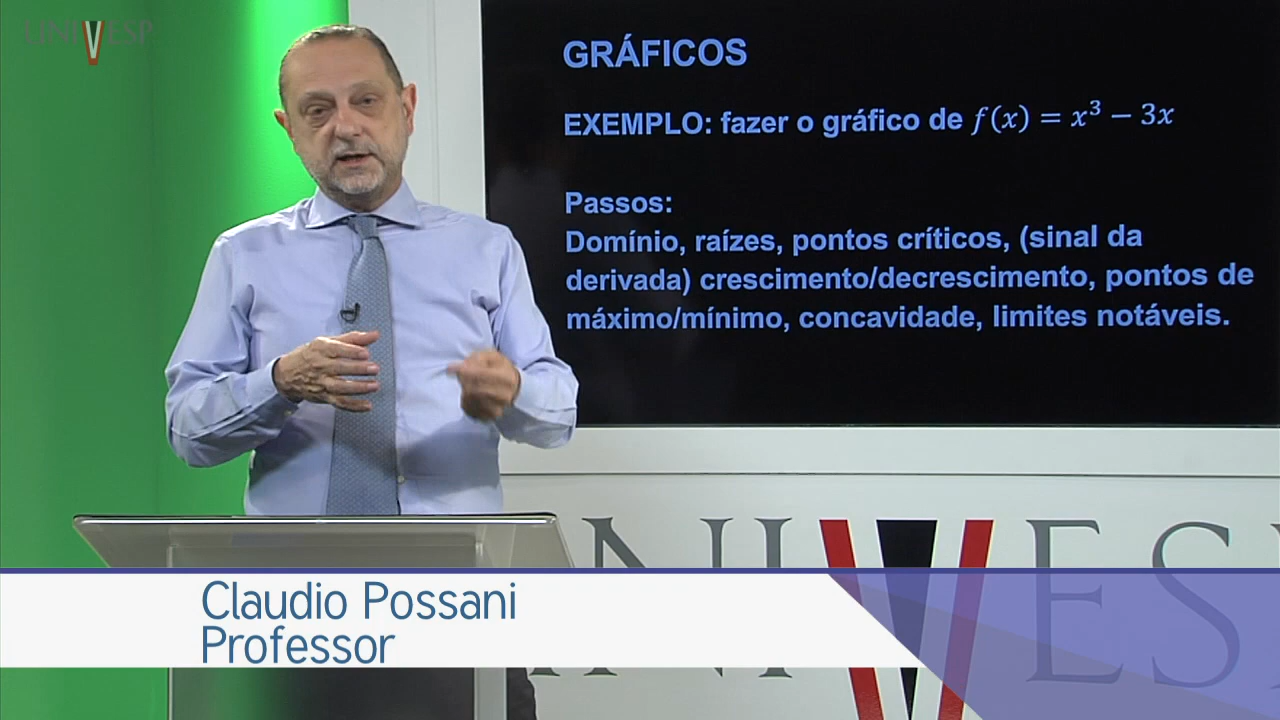 UNIVESP
GRÁFICOS
EXEMPLO: fazer o gráfico de f(x) = x³ − 3x
Passos:
Domínio, raízes, pontos críticos, (sinal da
derivada) crescimento/decrescimento, pontos de
máximo/mínimo, concavidade, limites notáveis.
UNIVESP
Claudio Possani
Professor